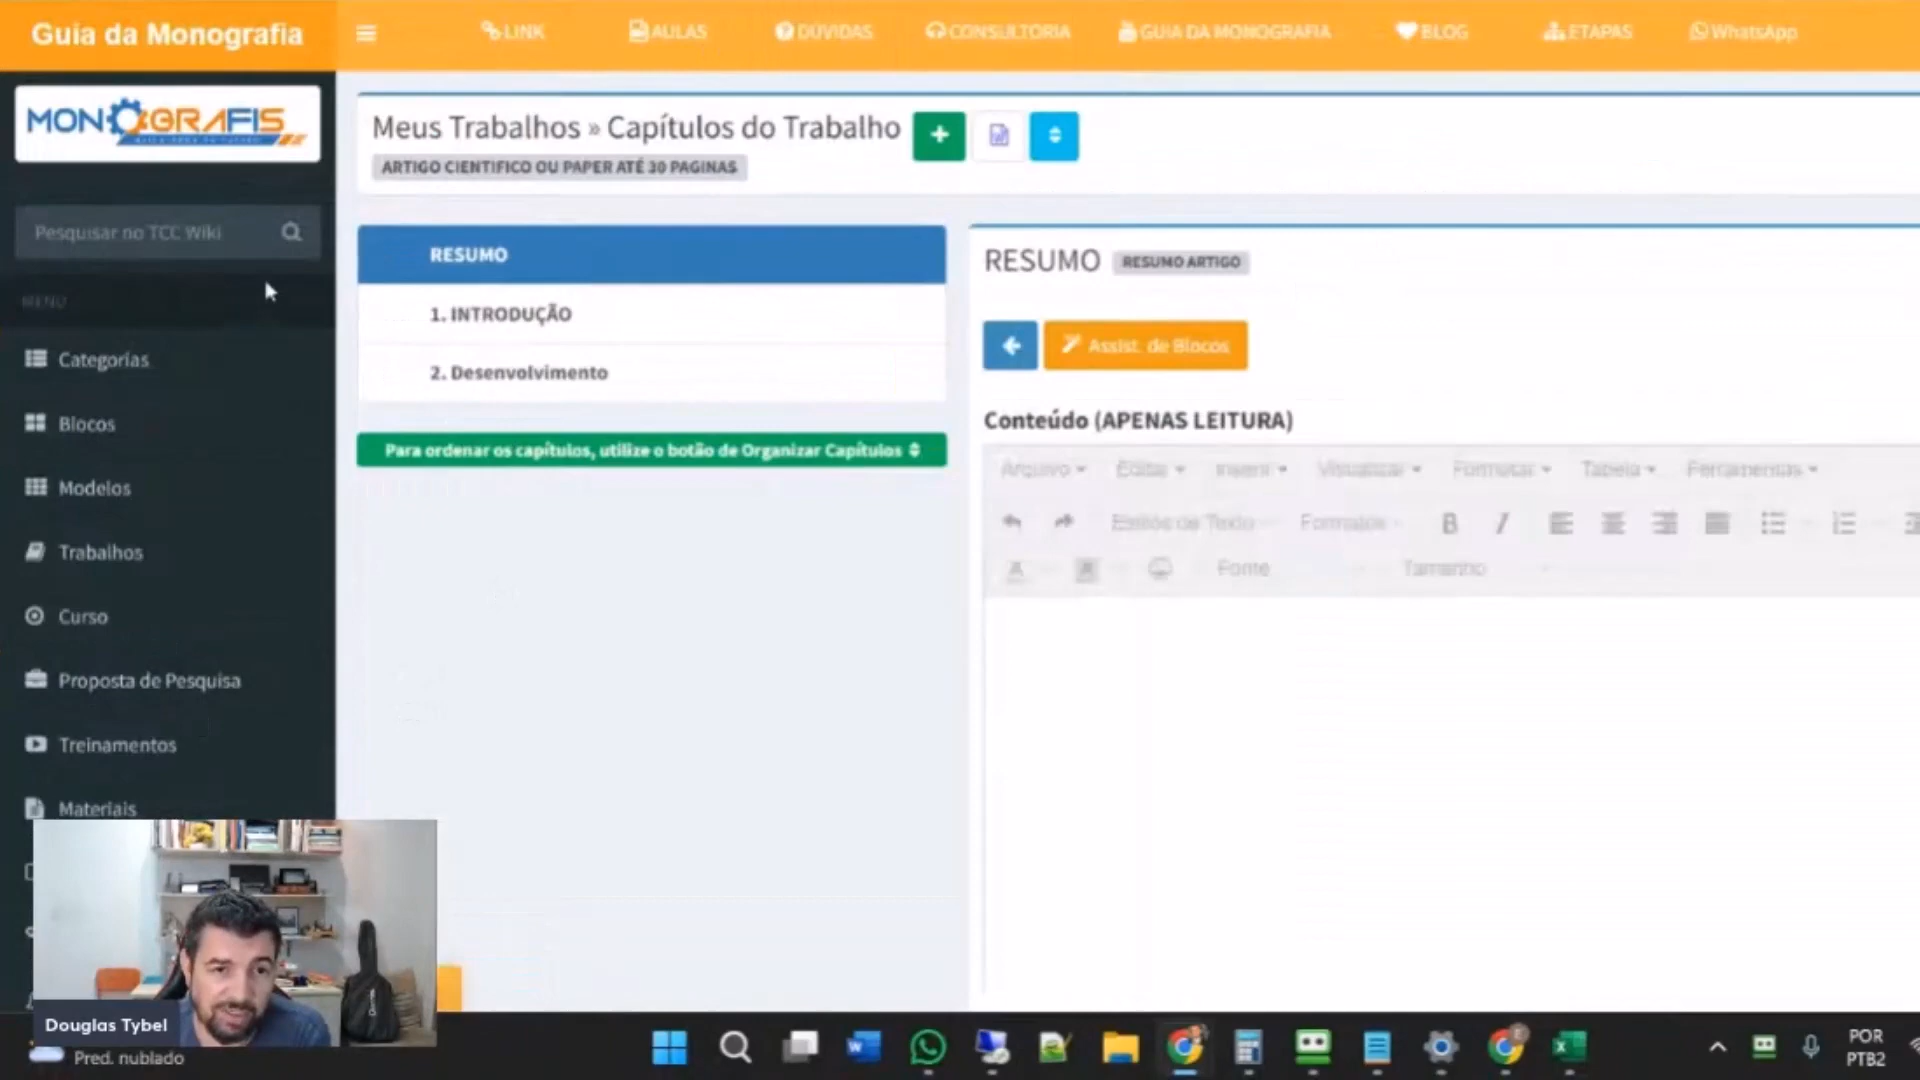 Guia da Monografia
LINK
AULAS
DÚVIDAS
CONSULTORIA
GUIA DA MONOGRAFIA
BLOG
ETAPAS
WhatsApp
MONOGRAFIS
Pesquisar no TCC Wiki
MENU
Categorias
Blocos
Modelos
Trabalhos
Curso
Proposta de Pesquisa
Treinamentos
Materiais
Meus Trabalhos » Capítulos do Trabalho
ARTIGO CIENTIFICO OU PAPER ATÉ 30 PAGINAS
RESUMO
1. INTRODUÇÃO
2. Desenvolvimento
Para ordenar os capítulos, utilize o botão de Organizar Capítulos
RESUMO RESUMO ARTIGO
Assist. de Blocos
Conteúdo (APENAS LEITURA)
Arquivo Editar Inserir Visualizar Formatar Tabela Ferramentas
Estilos de Texto Formatos B I
A A Fonte Tamanho
Douglas Tybel
Pred. nublado
POR
PTB2